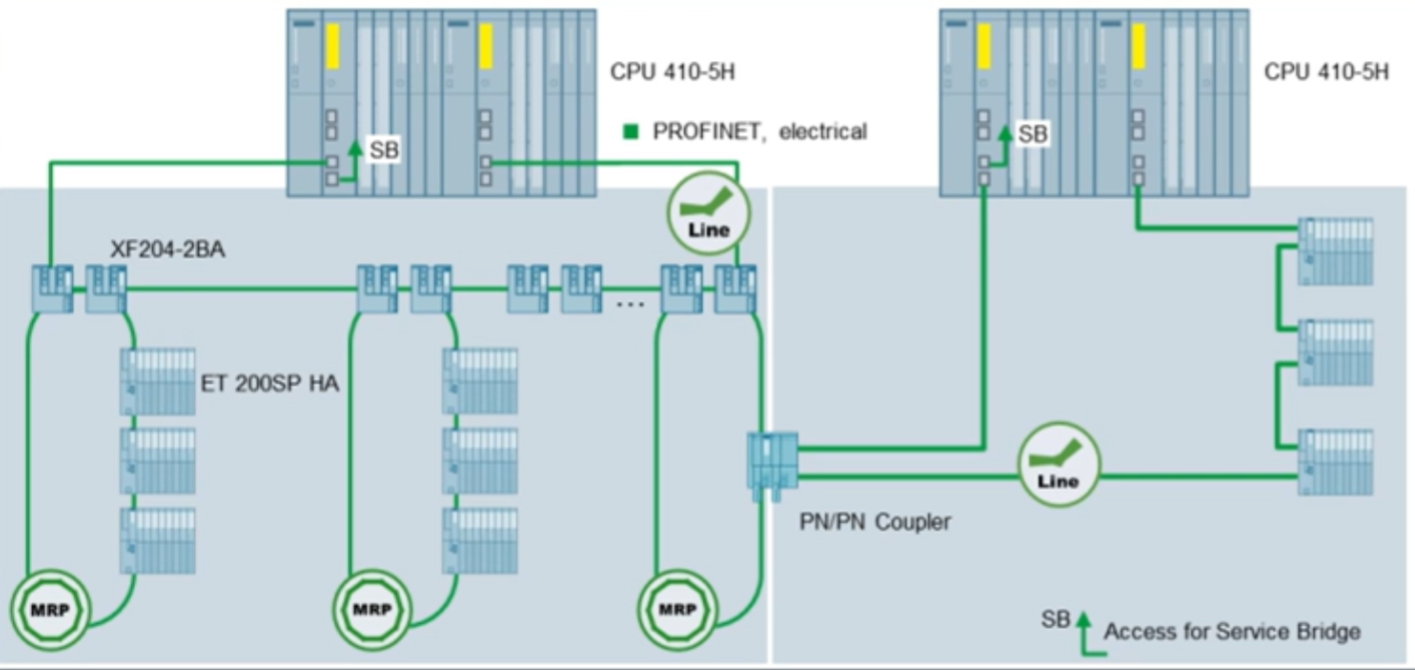 CPU 410-5H
CPU 410-5H
PROFINET, electrical
SB
SB
Line
XF204-2BA
...
ET 200SP HA
Line
PN/PN Coupler
MRP
MRP
MRP
SB
Access for Service Bridge